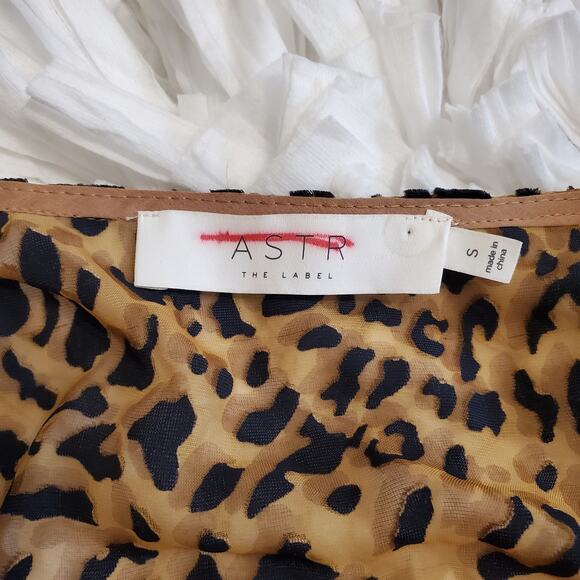 ASTR
THE LABEL
S
made in
china